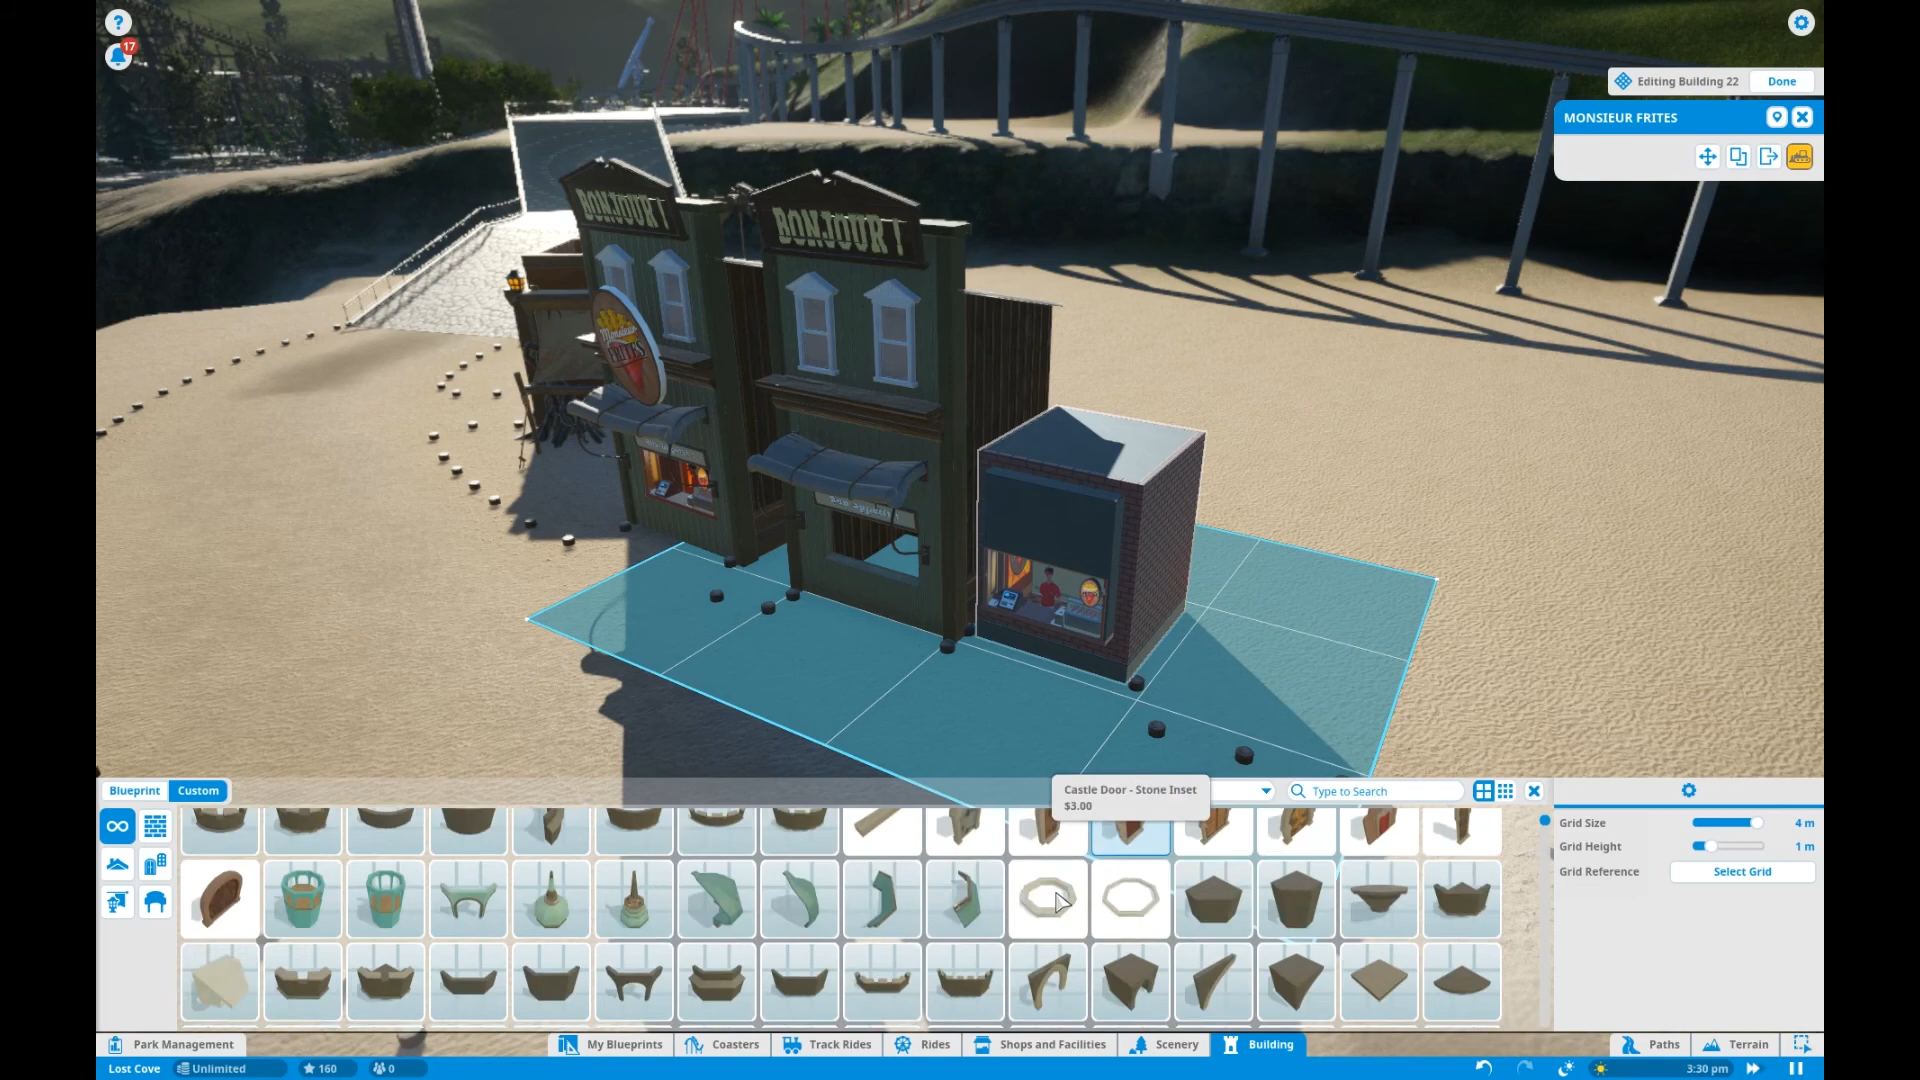 ?
17
Editing Building 22 Done
MONSIEUR FRITES
BONJOUR !
BONJOUR !
Monsieur
FRITES
Castle Door - Stone Inset
$3.00
Blueprint Custom
Type to Search
Grid Size 4 m
Grid Height 1 m
Grid Reference Select Grid
Park Management My Blueprints Coasters Track Rides Rides Shops and Facilities Scenery Building Paths Terrain
Lost Cove Unlimited 160 0 3:30 pm